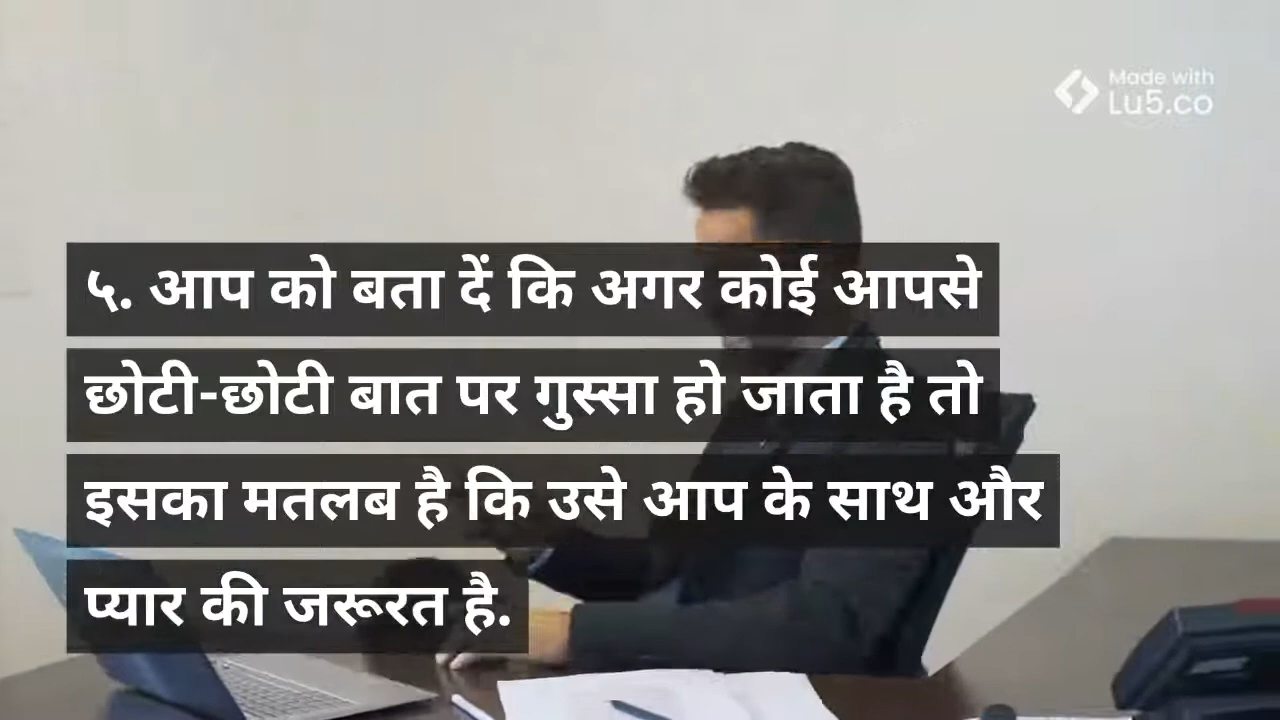 Made with
Lu5.co
५. आप को बता दें कि अगर कोई आपसे
छोटी-छोटी बात पर गुस्सा हो जाता है तो
इसका मतलब है कि उसे आप के साथ और
प्यार की जरूरत है.